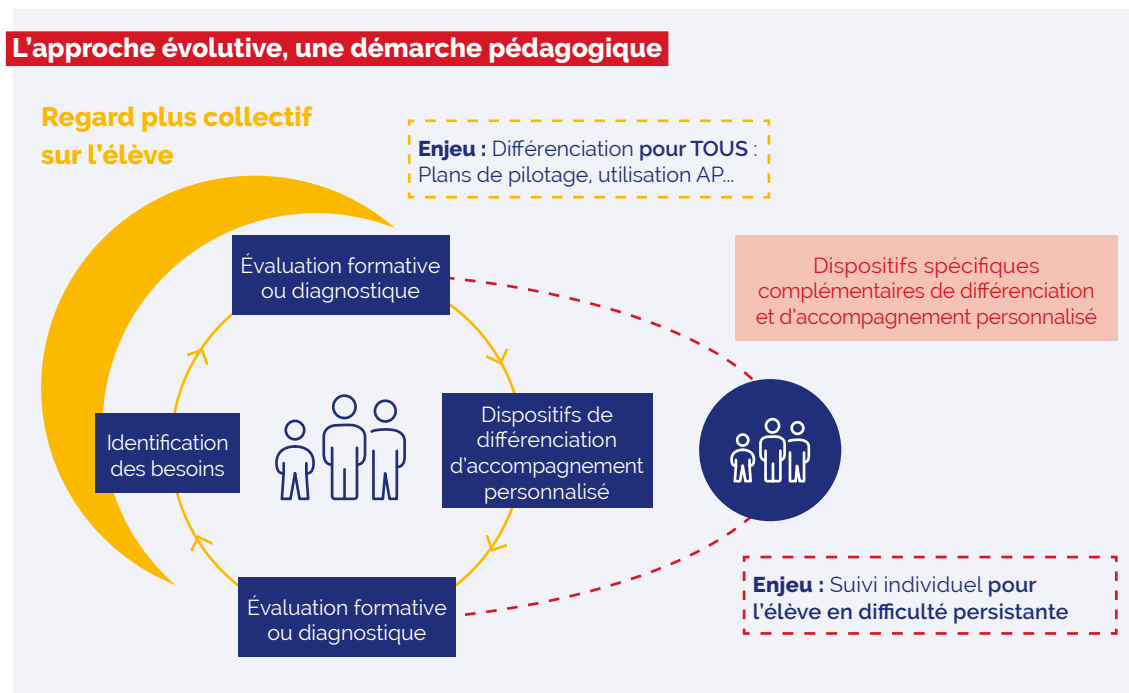 L'approche évolutive, une démarche pédagogique
Regard plus collectif
sur l'élève
Enjeu : Différenciation pour TOUS :
Plans de pilotage, utilisation AP...
Évaluation formative
ou diagnostique
Dispositifs spécifiques
complémentaires de différenciation
et d'accompagnement personnalisé
Identification
des besoins
Dispositifs de
différenciation
d'accompagnement
personnalisé
Évaluation formative
ou diagnostique
Enjeu : Suivi individuel pour
l'élève en difficulté persistante